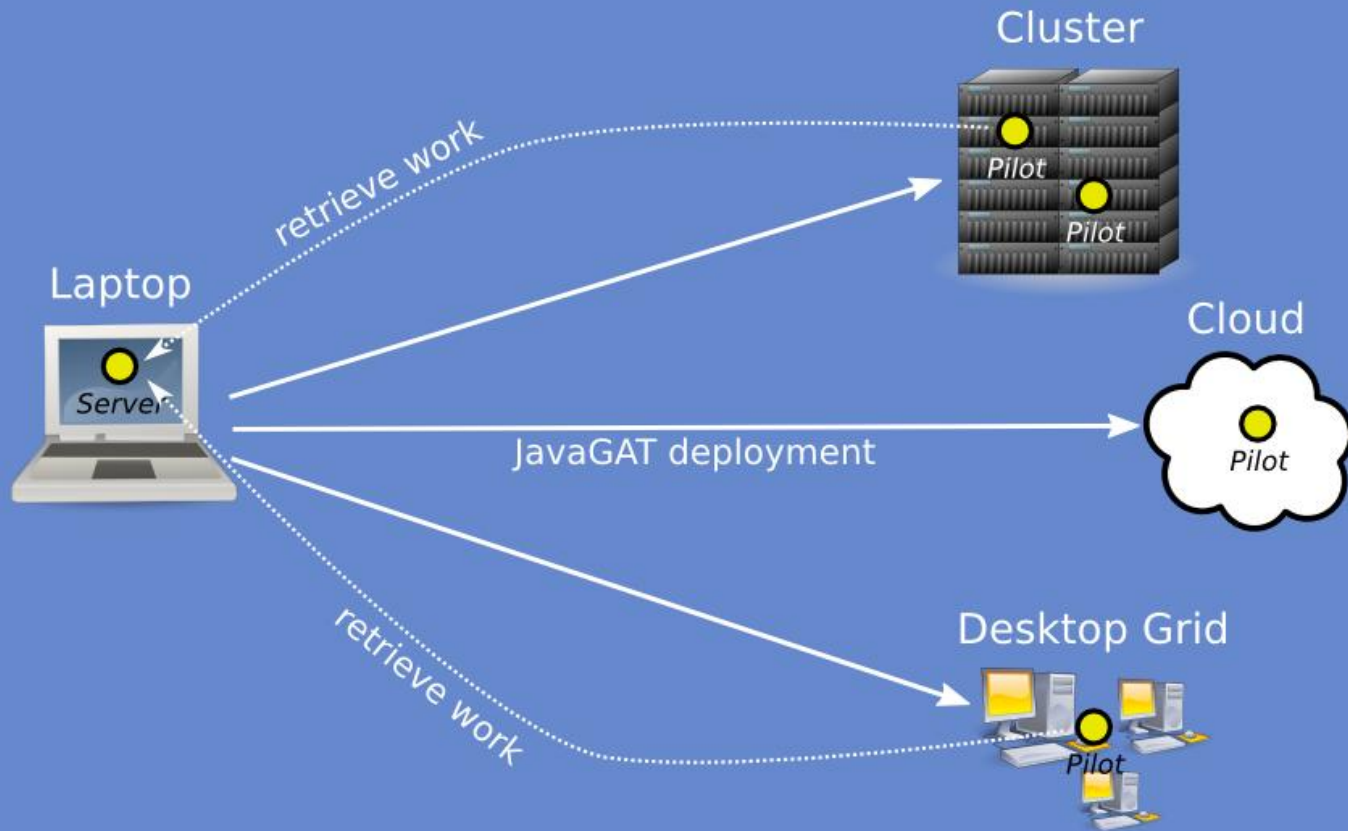 Cluster
retrieve work
Pilot
Pilot
Laptop
Server
Cloud
Pilot
JavaGAT deployment
Desktop Grid
retrieve work
Pilot